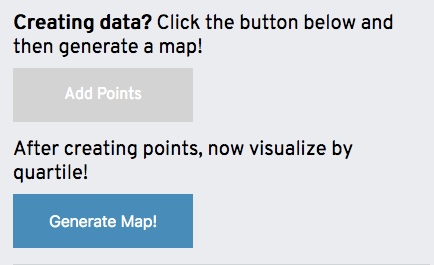 Creating data? Click the button below and
then generate a map!
Add Points
After creating points, now visualize by
quartile!
Generate Map!